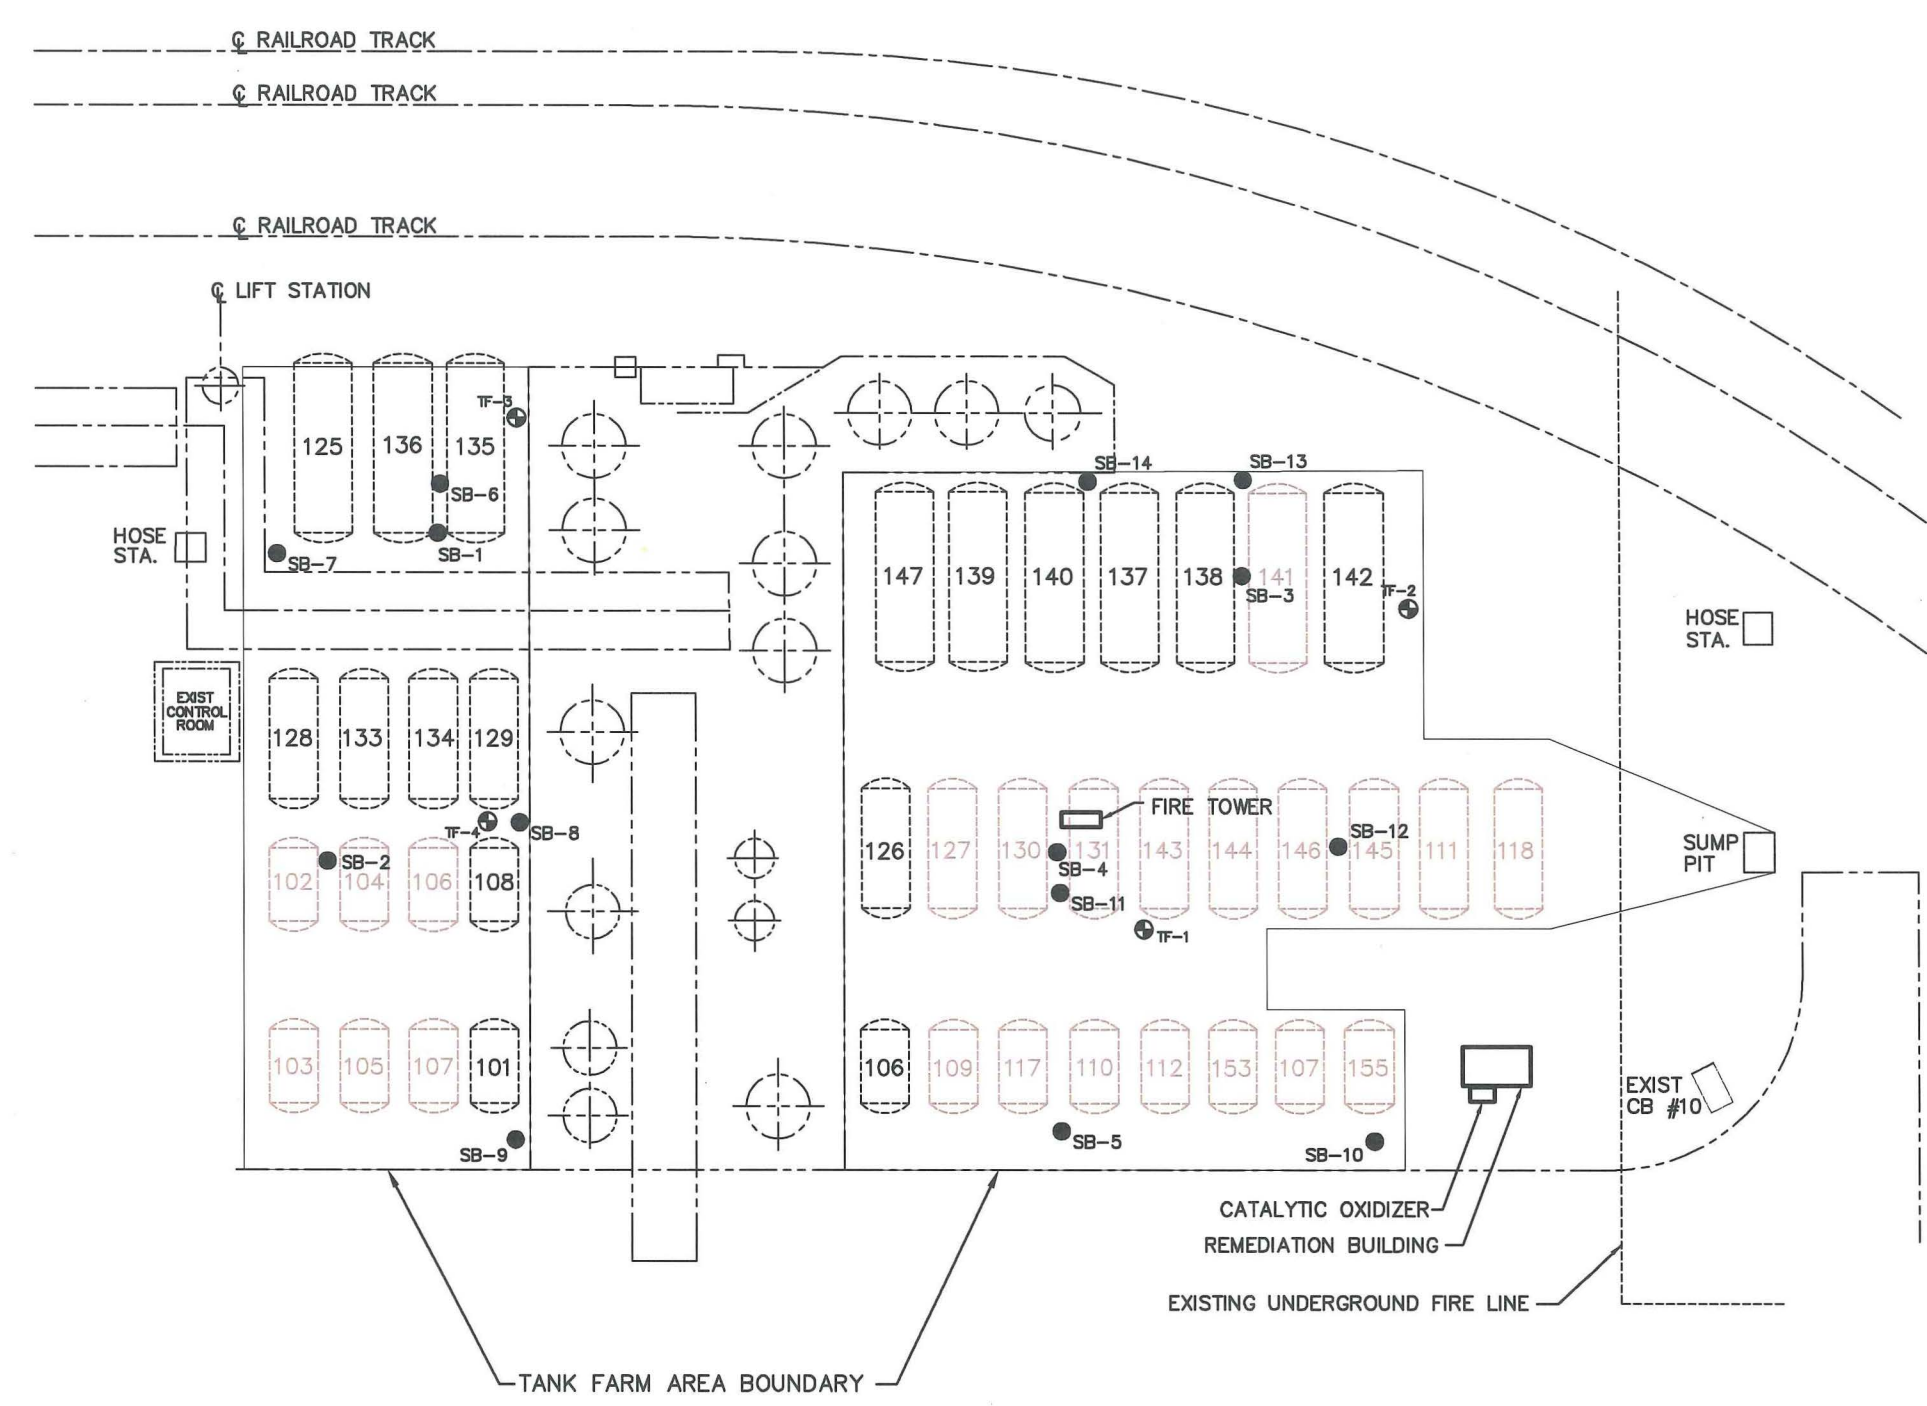 ℄ RAILROAD TRACK
℄ RAILROAD TRACK
℄ RAILROAD TRACK
℄ LIFT STATION
TF-3
125 136 135
SB-14 SB-13
SB-6
HOSE
STA.
SB-7 SB-1
147 139 140 137 138 141 142
SB-3 TF-2
HOSE
STA.
EXIST
CONTROL
ROOM
128 133 134 129
FIRE TOWER
TF-4 SB-8
SB-12
126 127 130 131 143 144 146 145 111 118
SUMP
PIT
SB-2
SB-4
102 104 106 108
SB-11
TF-1
103 105 107 101
106 109 117 110 112 153 107 155
EXIST
CB #10
SB-9
SB-5
SB-10
CATALYTIC OXIDIZER
REMEDIATION BUILDING
EXISTING UNDERGROUND FIRE LINE
TANK FARM AREA BOUNDARY